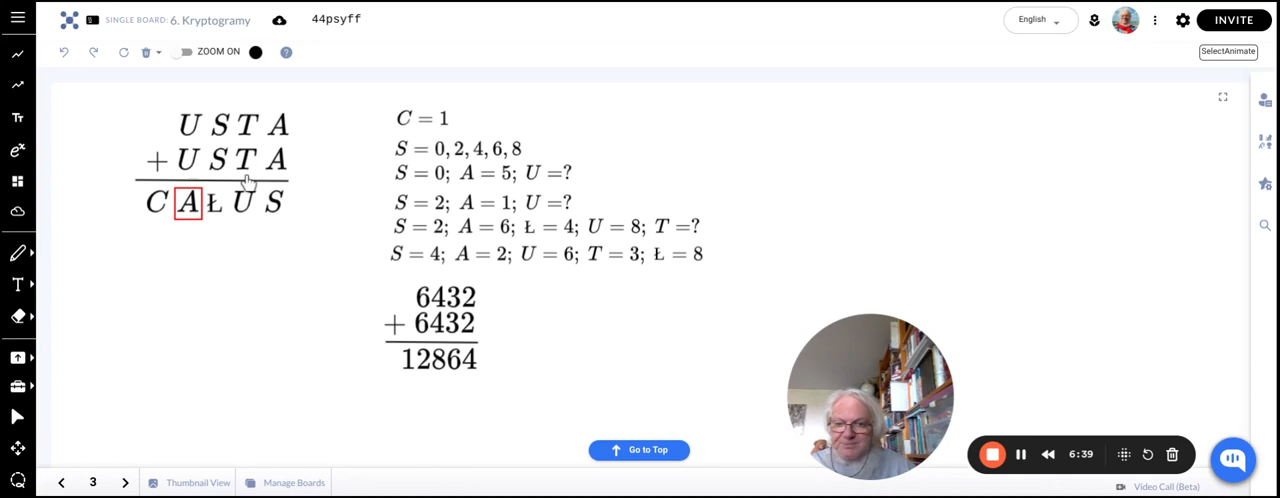 SINGLE BOARD: 6. Kryptogramy
44psyff
English
INVITE
ZOOM ON
SelectAnimate
U S T A
+ U S T A
C A Ł U S
C = 1
S = 0, 2, 4, 6, 8
S = 0; A = 5; U =?
S = 2; A = 1; U =?
S = 2; A = 6; Ł = 4; U = 8; T =?
S = 4; A = 2; U = 6; T = 3; Ł = 8
6432
+ 6432
12864
Go to Top
6:39
3
Thumbnail View
Manage Boards
Video Call (Beta)